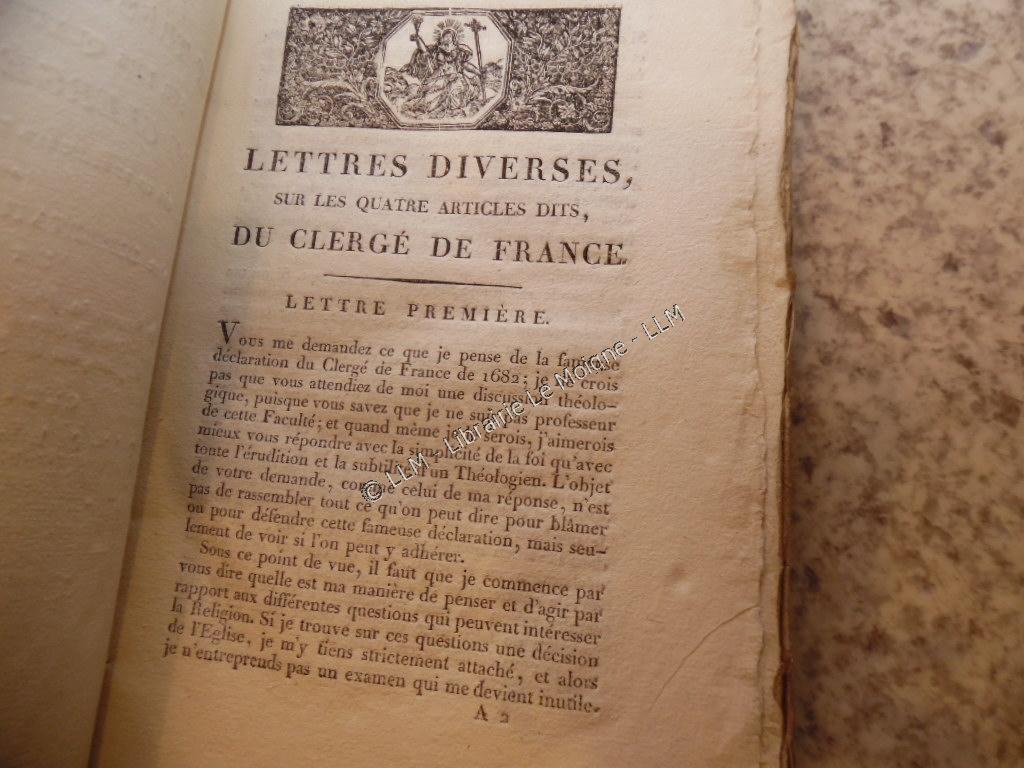 LETTRES DIVERSES,
SUR LES QUATRE ARTICLES DITS,
DU CLERGÉ DE FRANCE.
LETTRE PREMIÈRE.
Vous me demandez ce que je pense de la fameuse
déclaration du Clergé de France de 1682; je ne crois
pas que vous attendiez de moi une discussion théolo-
gique, puisque vous savez que je ne suis pas professeur
de cette Faculté; et quand même je le serois, j'aimerois
mieux vous répondre avec la simplicité de la foi qu'avec
toute l'érudition et la subtilité d'un Théologien. L'objet
de votre demande, comme celui de ma réponse, n'est
pas de rassembler tout ce qu'on peut dire pour blâmer
ou pour défendre cette fameuse déclaration, mais seu-
lement de voir si l'on peut y adhérer.
Sous ce point de vue, il faut que je commence par
vous dire quelle est ma manière de penser et d'agir par
rapport aux différentes questions qui peuvent intéresser
la Religion. Si je trouve sur ces questions une décision
de l'Eglise, je m'y tiens strictement attaché, et alors
je n'entreprends pas un examen qui me devient inutile.
A 2
© LLM - Librairie Le Moigne - LLM